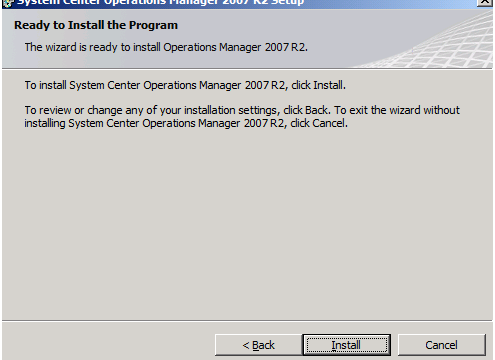 System Center Operations Manager 2007 R2 Setup
Ready to Install the Program
The wizard is ready to install Operations Manager 2007 R2.
To install System Center Operations Manager 2007 R2, click Install.
To review or change any of your installation settings, click Back. To exit the wizard without
installing System Center Operations Manager 2007 R2, click Cancel.
< Back
Install
Cancel